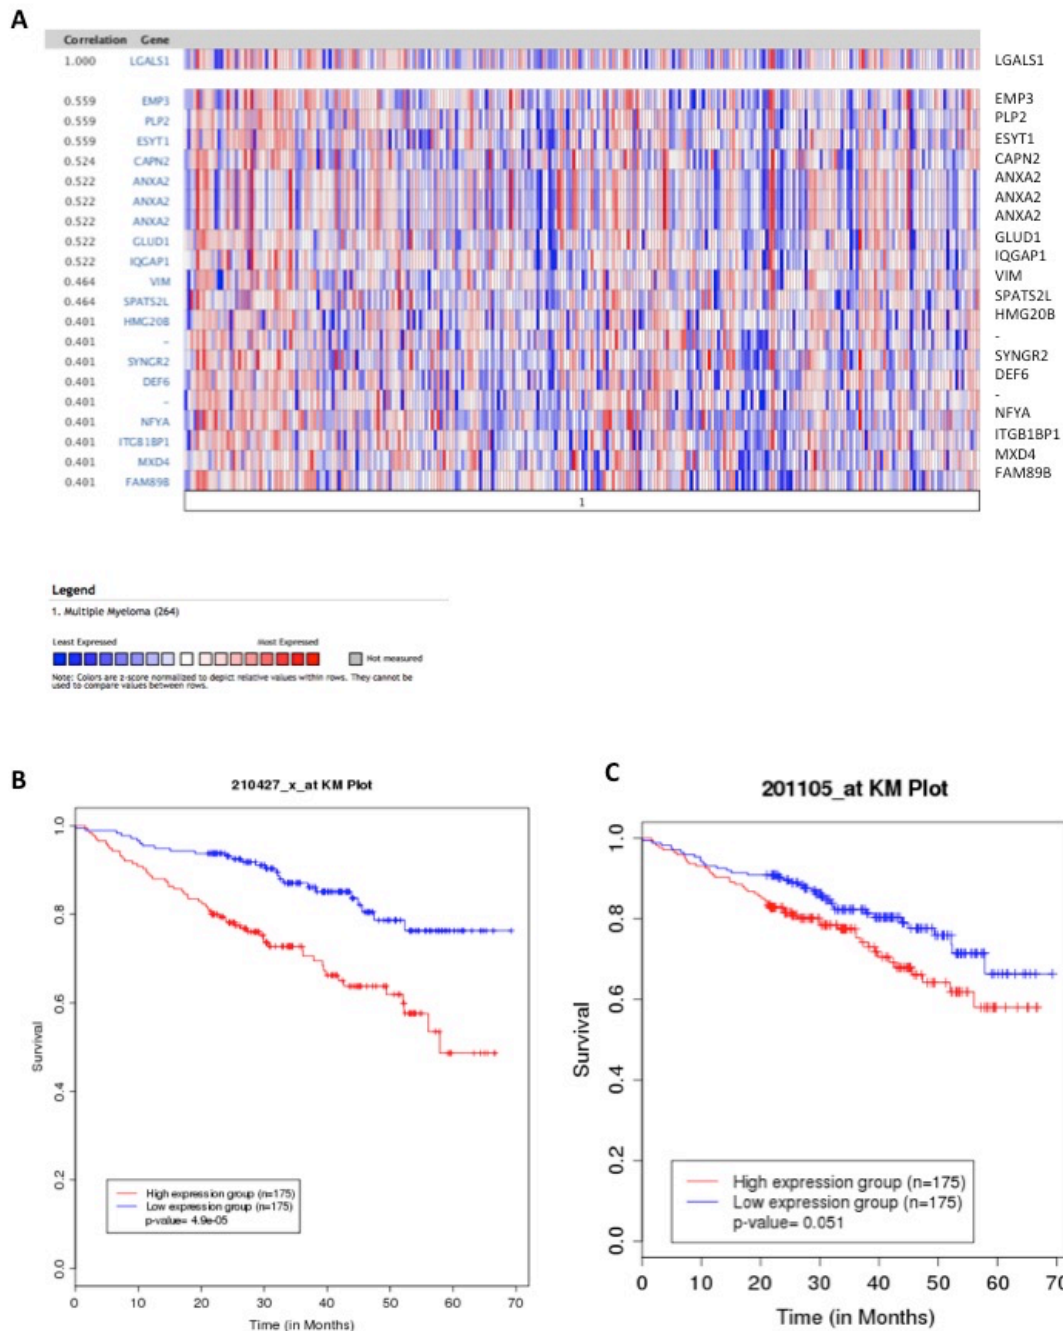 A
Correlation Gene
1.000 LGALS1 LGALS1
0.559 EMP3 EMP3
0.559 PLP2 PLP2
0.559 ESYT1 ESYT1
0.524 CAPN2 CAPN2
0.522 ANXA2 ANXA2
0.522 ANXA2 ANXA2
0.522 ANXA2 ANXA2
0.522 GLUD1 GLUD1
0.522 IQGAP1 IQGAP1
0.464 VIM VIM
0.464 SPATS2L SPATS2L
0.401 HMG20B HMG20B
0.401 - -
0.401 SYNGR2 SYNGR2
0.401 DEF6 DEF6
0.401 - -
0.401 NFYA NFYA
0.401 ITGB1BP1 ITGB1BP1
0.401 MXD4 MXD4
0.401 FAM89B FAM89B
1
Legend
1. Multiple Myeloma (264)
Least Expressed Most Expressed
Not measured
Note: Colors are z-score normalized to depict relative values within rows. They cannot be
used to compare values between rows.
B
210427_x_at KM Plot
Survival
1.0
0.8
0.6
0.4
0.2
0.0
High expression group (n=175)
Low expression group (n=175)
p-value= 4.9e-05
0 10 20 30 40 50 60 70
Time (in Months)
C
201105_at KM Plot
Survival
1.0
0.8
0.6
0.4
0.2
0.0
High expression group (n=175)
Low expression group (n=175)
p-value= 0.051
0 10 20 30 40 50 60 70
Time (in Months)